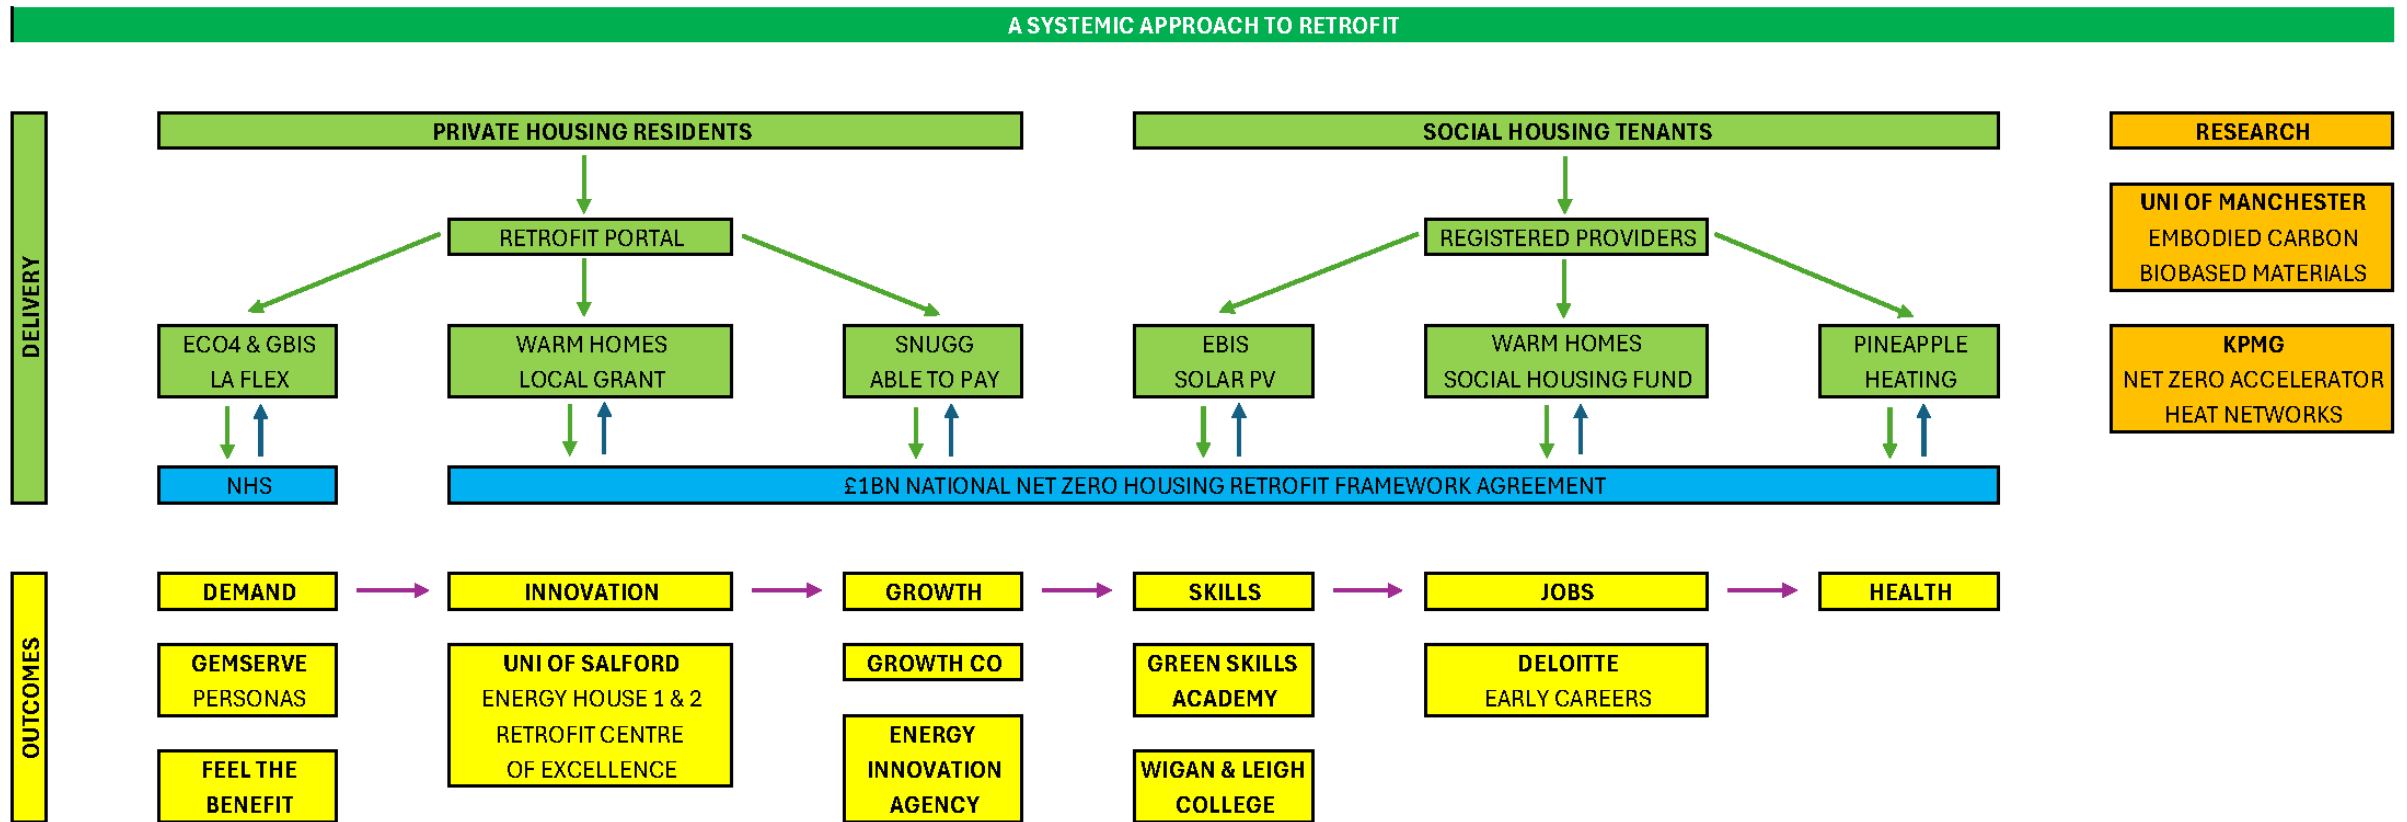 A SYSTEMIC APPROACH TO RETROFIT
DELIVERY
PRIVATE HOUSING RESIDENTS
SOCIAL HOUSING TENANTS
RESEARCH
RETROFIT PORTAL
REGISTERED PROVIDERS
UNI OF MANCHESTER
EMBODIED CARBON
BIOBASED MATERIALS
ECO4 & GBIS
LA FLEX
WARM HOMES
LOCAL GRANT
SNUGG
ABLE TO PAY
EBIS
SOLAR PV
WARM HOMES
SOCIAL HOUSING FUND
PINEAPPLE
HEATING
KPMG
NET ZERO ACCELERATOR
HEAT NETWORKS
NHS
£1BN NATIONAL NET ZERO HOUSING RETROFIT FRAMEWORK AGREEMENT
OUTCOMES
DEMAND
INNOVATION
GROWTH
SKILLS
JOBS
HEALTH
GEMSERVE
PERSONAS
UNI OF SALFORD
ENERGY HOUSE 1 & 2
RETROFIT CENTRE
OF EXCELLENCE
GROWTH CO
GREEN SKILLS
ACADEMY
DELOITTE
EARLY CAREERS
FEEL THE
BENEFIT
ENERGY
INNOVATION
AGENCY
WIGAN & LEIGH
COLLEGE